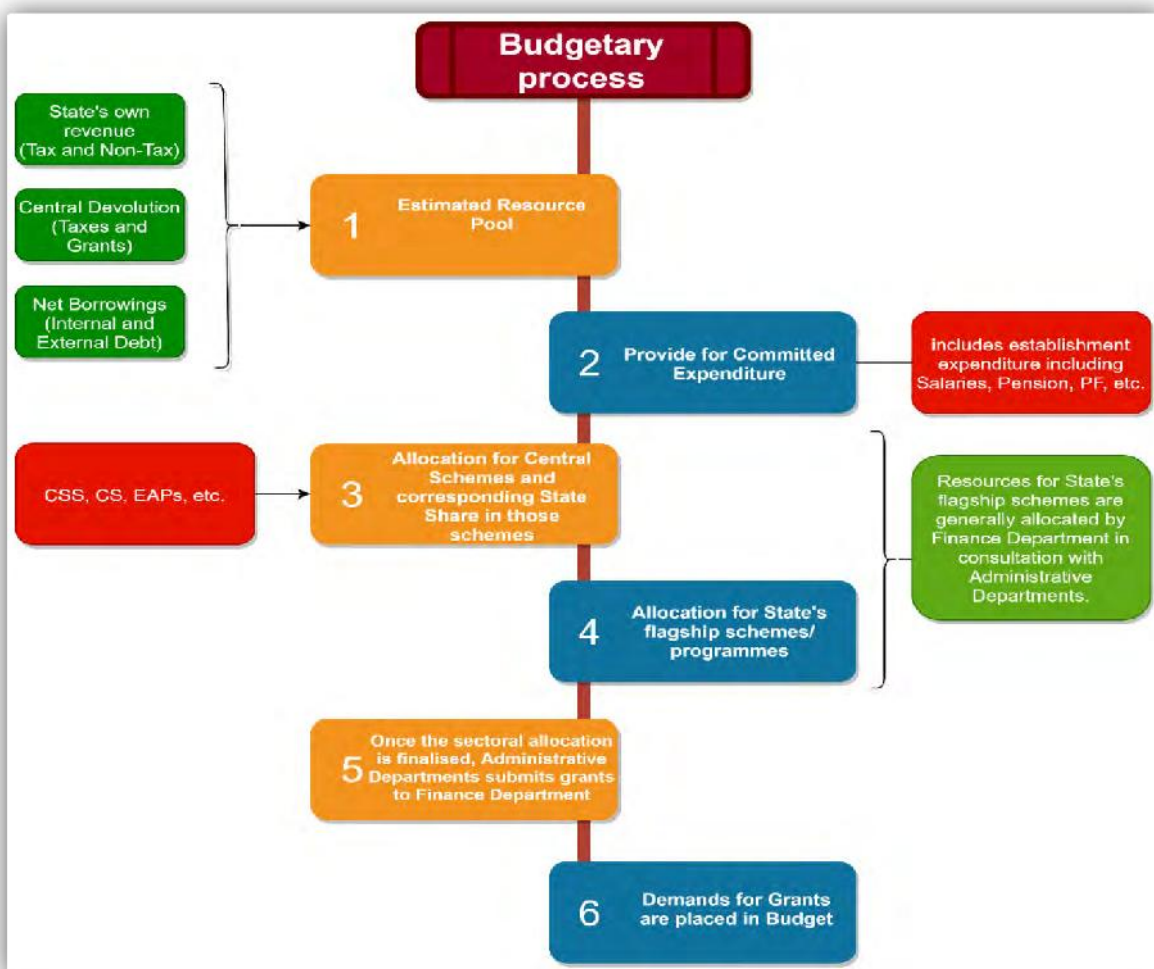 Budgetary
process
State's own
revenue
(Tax and Non-Tax)
Central Devolution
(Taxes and
Grants)
Net Borrowings
(Internal and
External Debt)
1
Estimated Resource
Pool
2
Provide for Committed
Expenditure
includes establishment
expenditure including
Salaries, Pension, PF, etc.
CSS, CS, EAPs, etc.
3
Allocation for Central
Schemes and
corresponding State
Share in those
schemes
Resources for State's
flagship schemes are
generally allocated by
Finance Department in
consultation with
Administrative
Departments.
4
Allocation for State's
flagship schemes/
programmes
5
Once the sectoral allocation
is finalised, Administrative
Departments submits grants
to Finance Department
6
Demands for Grants
are placed in Budget